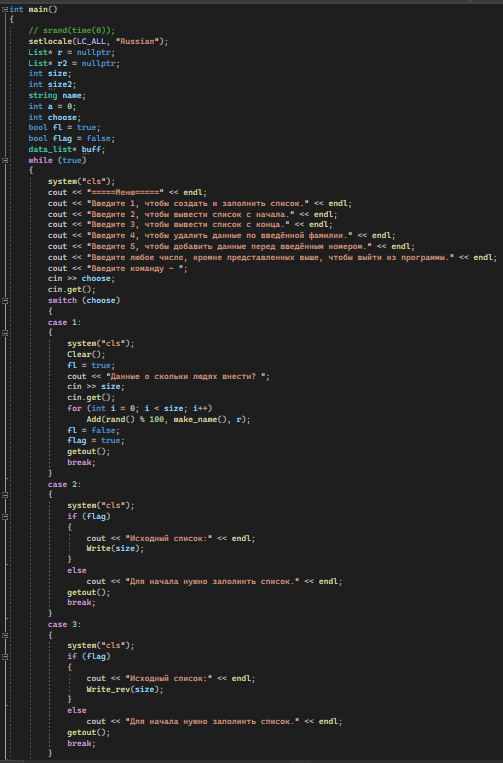 int main()
{
// srand(time(0));
setlocale(LC_ALL, "Russian");
List* r = nullptr;
List* r2 = nullptr;
int size;
int size2;
string name;
int a = 0;
int choose;
bool fl = true;
bool flag = false;
data_list* buff;
while (true)
{
system("cls");
cout << "=====Меню=====" << endl;
cout << "Введите 1, чтобы создать и заполнить список." << endl;
cout << "Введите 2, чтобы вывести список с начала." << endl;
cout << "Введите 3, чтобы вывести список с конца." << endl;
cout << "Введите 4, чтобы удалить данные по введённой фамилии." << endl;
cout << "Введите 5, чтобы добавить данные перед введённым номером." << endl;
cout << "Введите любое число, кроме представленных выше, чтобы выйти из программы." << endl;
cout << "Введите команду - ";
cin >> choose;
cin.get();
switch (choose)
{
case 1:
{
system("cls");
Clear();
fl = true;
cout << "Данные о скольки людях внести? ";
cin >> size;
cin.get();
for (int i = 0; i < size; i++)
Add(rand() % 100, make_name(), r);
fl = false;
flag = true;
getout();
break;
}
case 2:
{
system("cls");
if (flag)
{
cout << "Исходный список:" << endl;
Write(size);
}
else
cout << "Для начала нужно заполнить список." << endl;
getout();
break;
}
case 3:
{
system("cls");
if (flag)
{
cout << "Исходный список:" << endl;
Write_rev(size);
}
else
cout << "Для начала нужно заполнить список." << endl;
getout();
break;
}